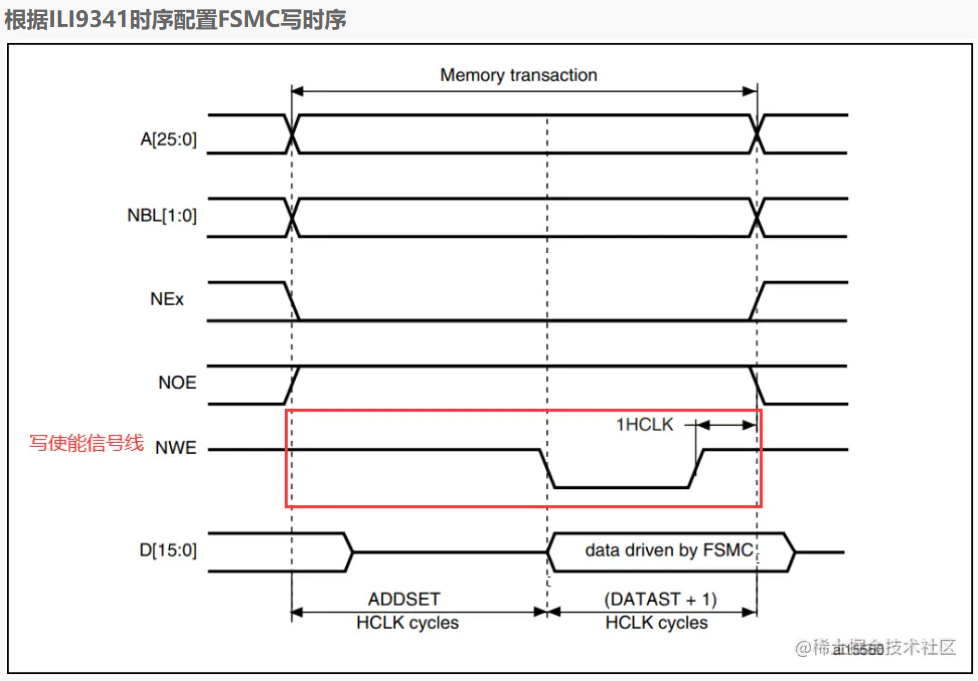 根据ILI9341时序配置FSMC写时序
Memory transaction
A[25:0]
NBL[1:0]
NEx
NOE
1HCLK
写使能信号线 NWE
D[15:0]
data driven by FSMC
ADDSET
HCLK cycles
(DATAST + 1)
HCLK cycles
@稀土掘金技术社区
ai15560